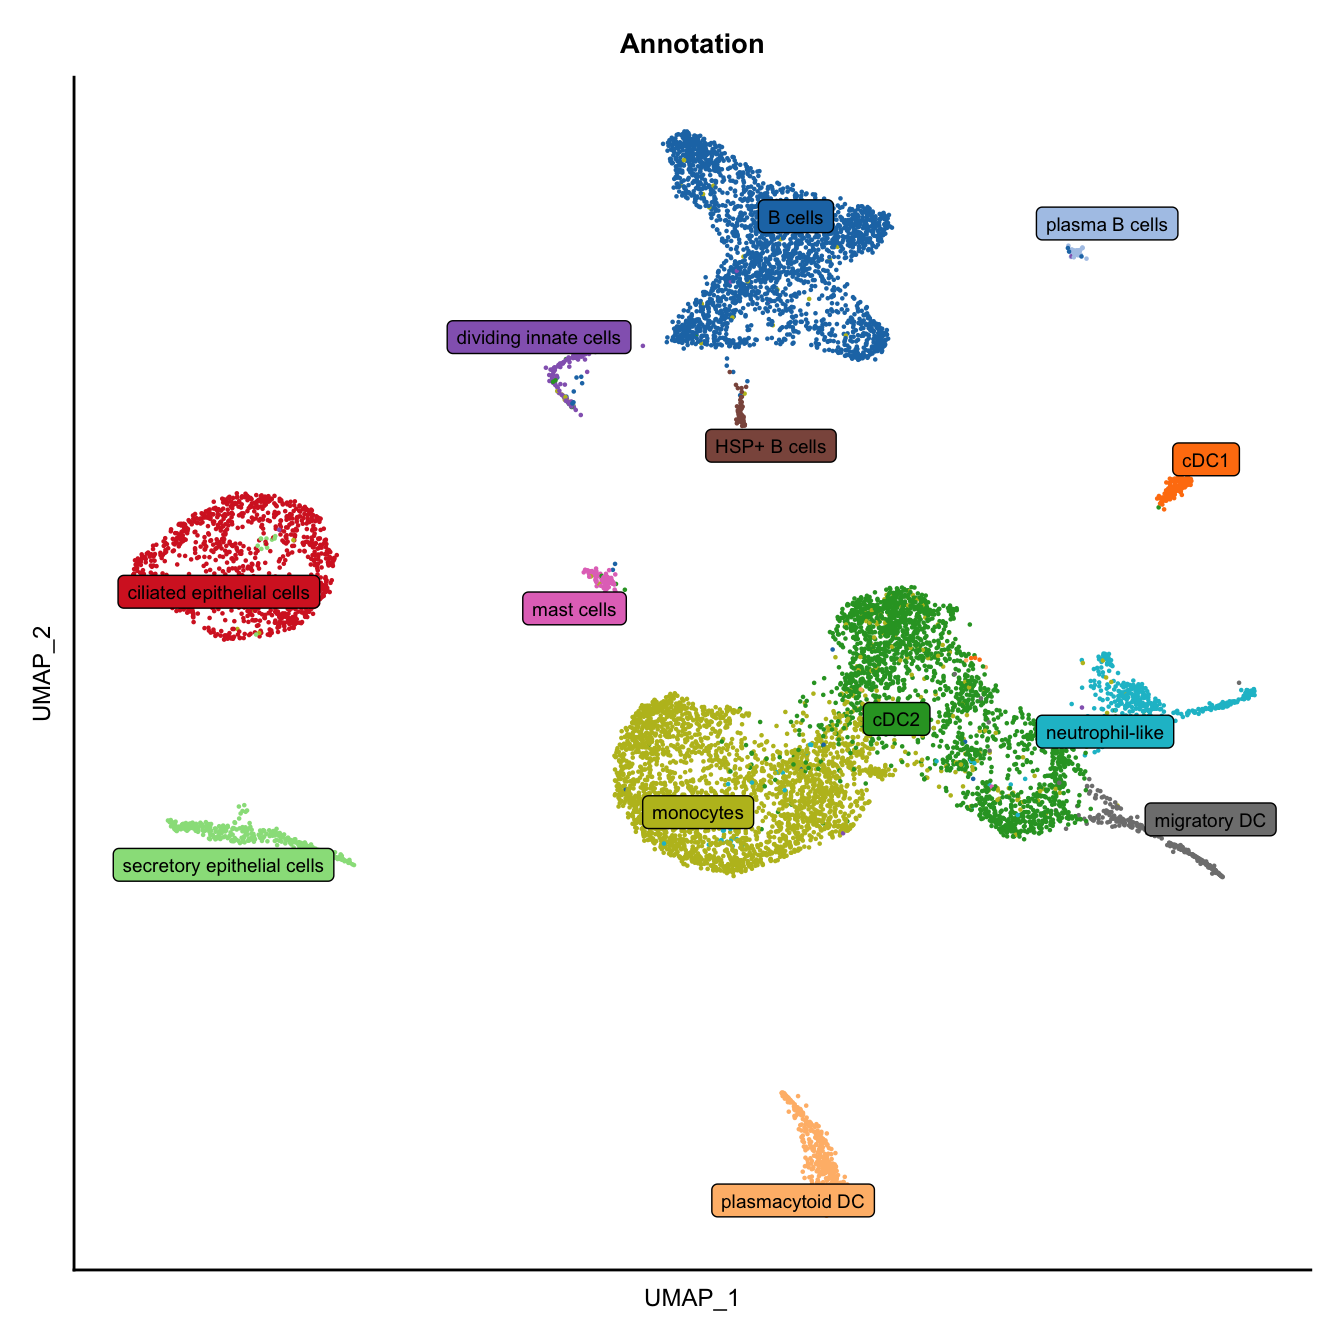 Annotation
B cells
plasma B cells
dividing innate cells
HSP+ B cells
cDC1
ciliated epithelial cells
mast cells
cDC2
neutrophil-like
monocytes
migratory DC
secretory epithelial cells
plasmacytoid DC
UMAP_2
UMAP_1